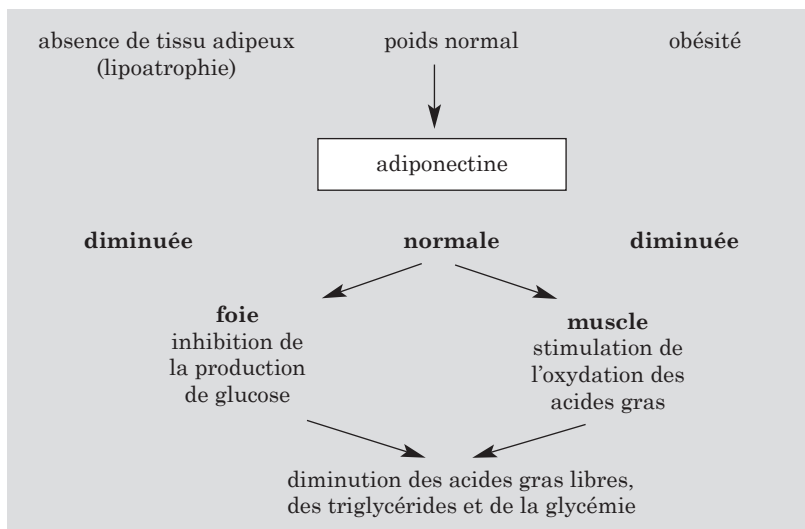 absence de tissu adipeux
(lipoatrophie)
poids normal
obésité
adiponectine
diminuée
normale
diminuée
foie
inhibition de
la production
de glucose
muscle
stimulation de
l'oxydation des
acides gras
diminution des acides gras libres,
des triglycérides et de la glycémie